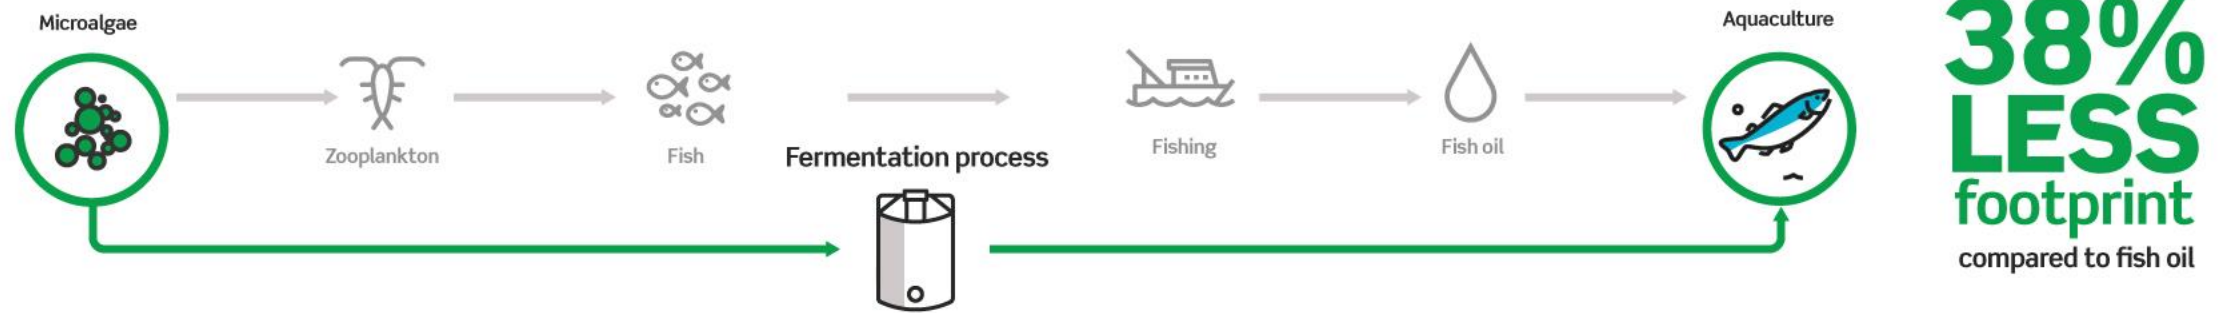 Microalgae
Zooplankton
Fish
Fermentation process
Fishing
Fish oil
Aquaculture
38%
LESS
footprint
compared to fish oil